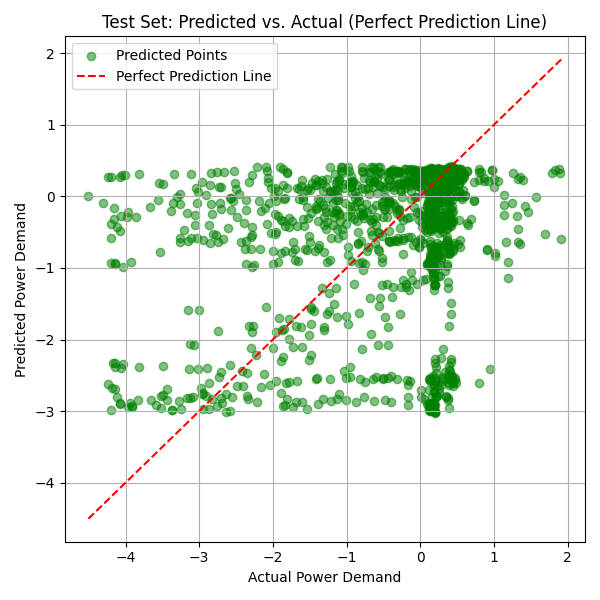 Test Set: Predicted vs. Actual (Perfect Prediction Line)
Predicted Points
Perfect Prediction Line
2
1
0
−1
−2
−3
−4
Predicted Power Demand
−4 −3 −2 −1 0 1 2
Actual Power Demand